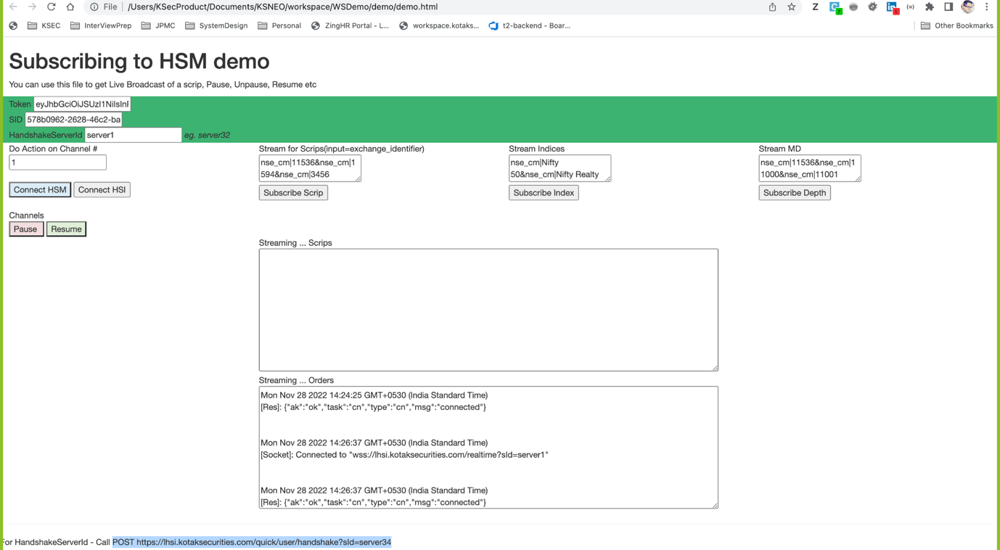 File | /Users/KSecProduct/Documents/KSNEO/workspace/WSDemo/demo/demo.html
KSEC InterViewPrep JPMC SystemDesign Personal ZingHR Portal - L... workspace.kotaks... t2-backend - Boar... Other Bookmarks
Subscribing to HSM demo
You can use this file to get Live Broadcast of a scrip, Pause, Unpause, Resume etc
Token eyJhbGciOiJSUzI1NiIsInR
SID 578b0962-2628-46c2-ba
HandshakeServerId server1 eg. server32
Do Action on Channel #
1
Connect HSM Connect HSI
Channels
Pause Resume
Stream for Scrips(input=exchange_identifier)
nse_cm|11536&nse_cm|1
594&nse_cm|3456
Subscribe Scrip
Stream Indices
nse_cm|Nifty
50&nse_cm|Nifty Realty
Subscribe Index
Stream MD
nse_cm|11536&nse_cm|1
1000&nse_cm|11001
Subscribe Depth
Streaming ... Scrips
Streaming ... Orders
Mon Nov 28 2022 14:24:25 GMT+0530 (India Standard Time)
[Res]: {"ak":"ok","task":"cn","type":"cn","msg":"connected"}
Mon Nov 28 2022 14:26:37 GMT+0530 (India Standard Time)
[Socket]: Connected to "wss://lhsi.kotaksecurities.com/realtime?sId=server1"
Mon Nov 28 2022 14:26:37 GMT+0530 (India Standard Time)
[Res]: {"ak":"ok","task":"cn","type":"cn","msg":"connected"}
For HandshakeServerId - Call POST https://lhsi.kotaksecurities.com/quick/user/handshake?sId=server34